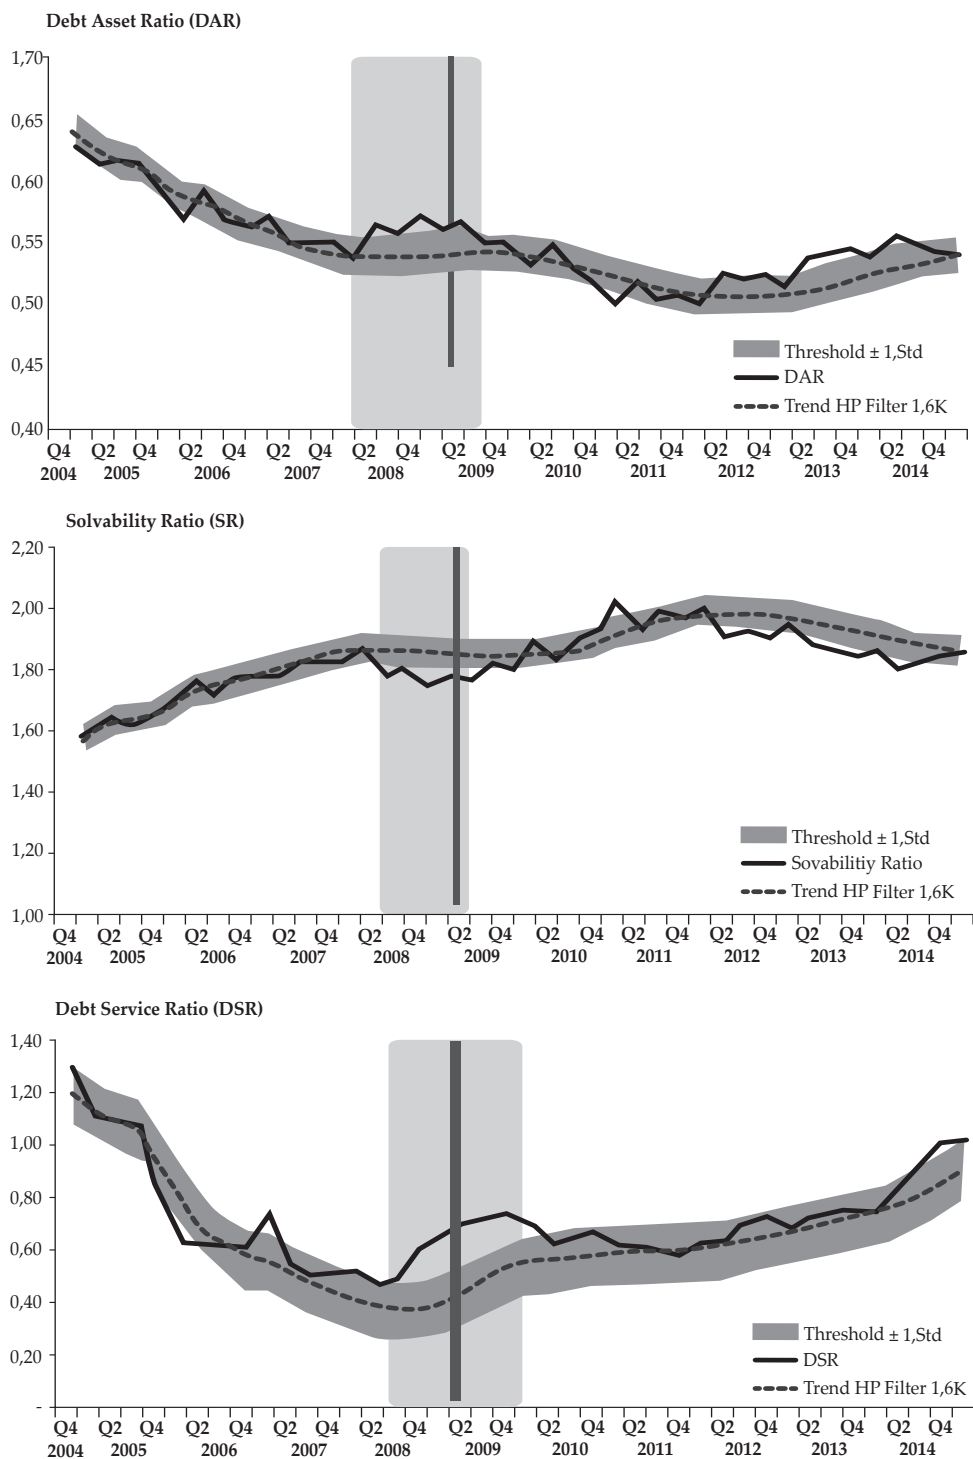 Debt Asset Ratio (DAR)
1,70
0,65
0,60
0,55
0,50
0,45
0,40
Threshold ± 1,Std
DAR
Trend HP Filter 1,6K
Q4 Q2 Q4 Q2 Q4 Q2 Q4 Q2 Q4 Q2 Q4 Q2 Q4 Q2 Q4 Q2 Q4 Q2 Q4 Q2 Q4
2004 2005 2006 2007 2008 2009 2010 2011 2012 2013 2014
Solvability Ratio (SR)
2,20
2,00
1,80
1,60
1,40
1,20
1,00
Threshold ± 1,Std
Sovabilitiy Ratio
Trend HP Filter 1,6K
Q4 Q2 Q4 Q2 Q4 Q2 Q4 Q2 Q4 Q2 Q4 Q2 Q4 Q2 Q4 Q2 Q4 Q2 Q4 Q2 Q4
2004 2005 2006 2007 2008 2009 2010 2011 2012 2013 2014
Debt Service Ratio (DSR)
1,40
1,20
1,00
0,80
0,60
0,40
0,20
-
Threshold ± 1,Std
DSR
Trend HP Filter 1,6K
Q4 Q2 Q4 Q2 Q4 Q2 Q4 Q2 Q4 Q2 Q4 Q2 Q4 Q2 Q4 Q2 Q4 Q2 Q4 Q2 Q4
2004 2005 2006 2007 2008 2009 2010 2011 2012 2013 2014